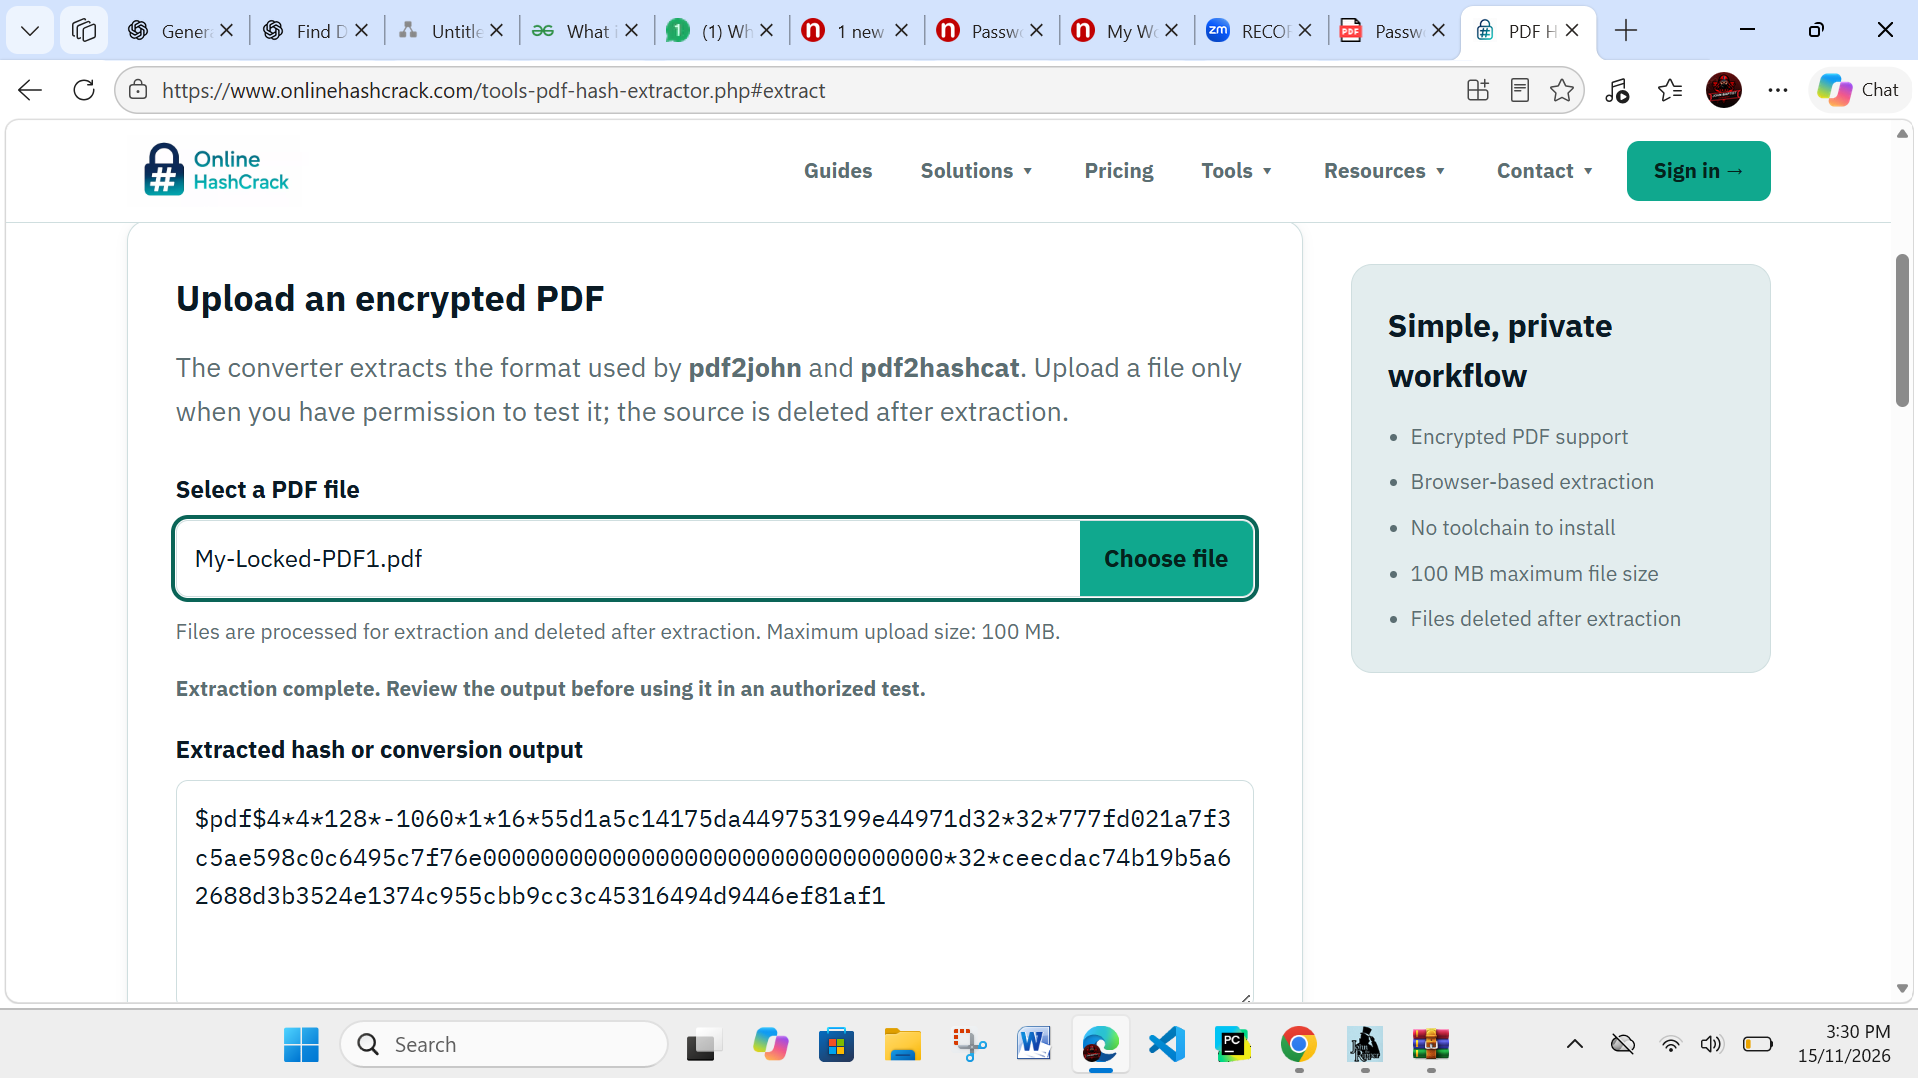 Genera
Find D
Untitle
What i
(1) Wh
1 new
Passwo
My Wo
RECOR
Passw
PDF H
https://www.onlinehashcrack.com/tools-pdf-hash-extractor.php#extract
Chat
Online
HashCrack
Guides
Solutions
Pricing
Tools
Resources
Contact
Sign in →
Upload an encrypted PDF
The converter extracts the format used by pdf2john and pdf2hashcat. Upload a file only
when you have permission to test it; the source is deleted after extraction.
Select a PDF file
My-Locked-PDF1.pdf
Choose file
Files are processed for extraction and deleted after extraction. Maximum upload size: 100 MB.
Extraction complete. Review the output before using it in an authorized test.
Extracted hash or conversion output
$pdf$4*4*128*-1060*1*16*55d1a5c14175da449753199e44971d32*32*777fd021a7f3
c5ae598c0c6495c7f76e00000000000000000000000000000000*32*ceecdac74b19b5a6
2688d3b3524e1374c955cbb9cc3c45316494d9446ef81af1
Simple, private
workflow
• Encrypted PDF support
• Browser-based extraction
• No toolchain to install
• 100 MB maximum file size
• Files deleted after extraction
Search
3:30 PM
15/11/2026